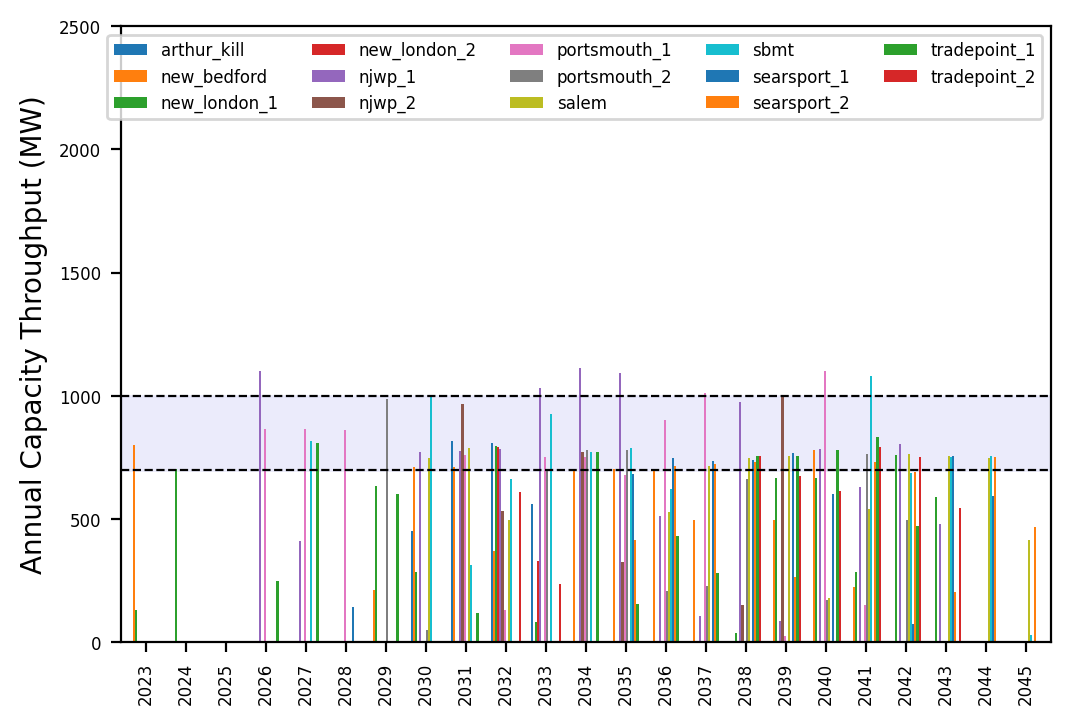 Annual Capacity Throughput (MW)
2500
2000
1500
1000
500
0
arthur_kill new_london_2 portsmouth_1 sbmt tradepoint_1
new_bedford njwp_1 portsmouth_2 searsport_1 tradepoint_2
new_london_1 njwp_2 salem searsport_2
2023 2024 2025 2026 2027 2028 2029 2030 2031 2032 2033 2034 2035 2036 2037 2038 2039 2040 2041 2042 2043 2044 2045